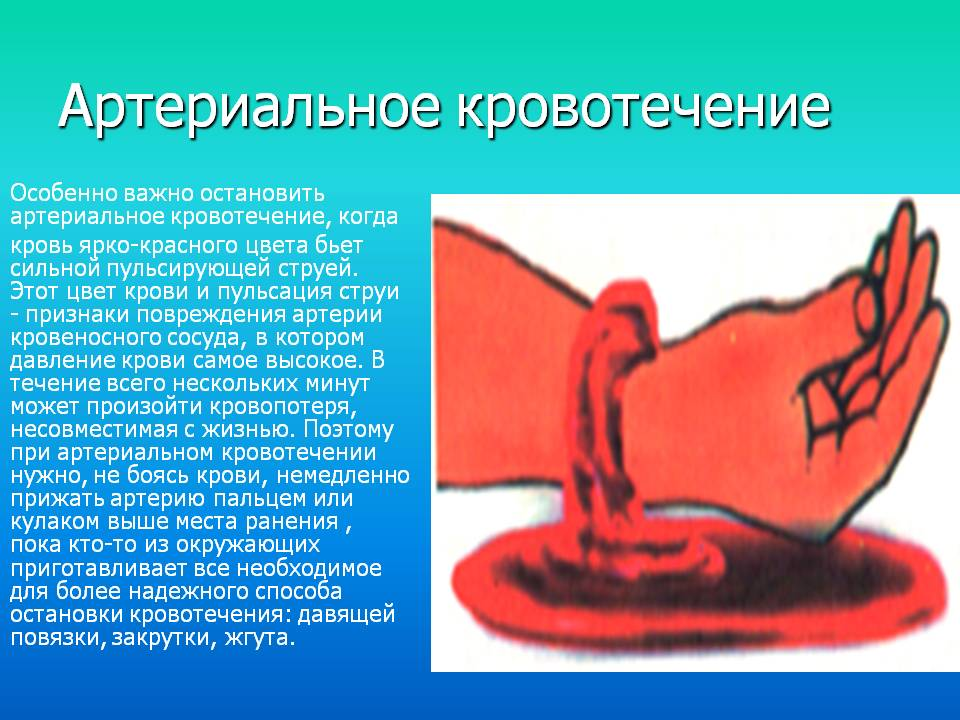 Артериальное кровотечение
Особенно важно остановить
артериальное кровотечение, когда
кровь ярко-красного цвета бьет
сильной пульсирующей струей.
Этот цвет крови и пульсация струи
- признаки повреждения артерии
кровеносного сосуда, в котором
давление крови самое высокое. В
течение всего нескольких минут
может произойти кровопотеря,
несовместимая с жизнью. Поэтому
при артериальном кровотечении
нужно, не боясь крови, немедленно
прижать артерию пальцем или
кулаком выше места ранения ,
пока кто-то из окружающих
приготавливает все необходимое
для более надежного способа
остановки кровотечения: давящей
повязки, закрутки, жгута.